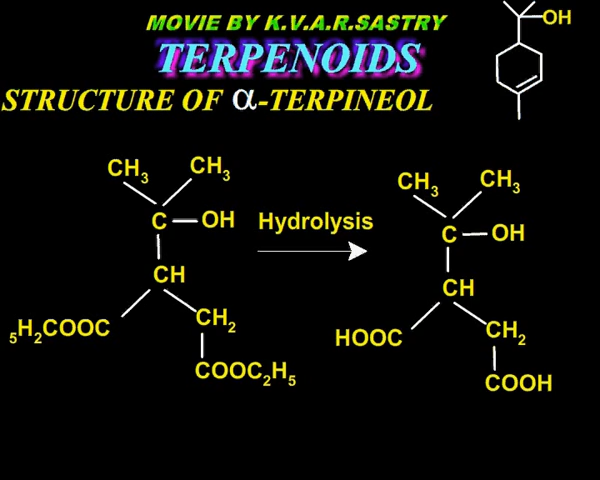 MOVIE BY K.V.A.R.SASTRY
OH
TERPENOIDS
STRUCTURE OF α-TERPINEOL
CH3 CH3
C OH
CH
5H2COOC CH2
COOC2H5
Hydrolysis
CH3 CH3
C OH
CH
HOOC CH2
COOH